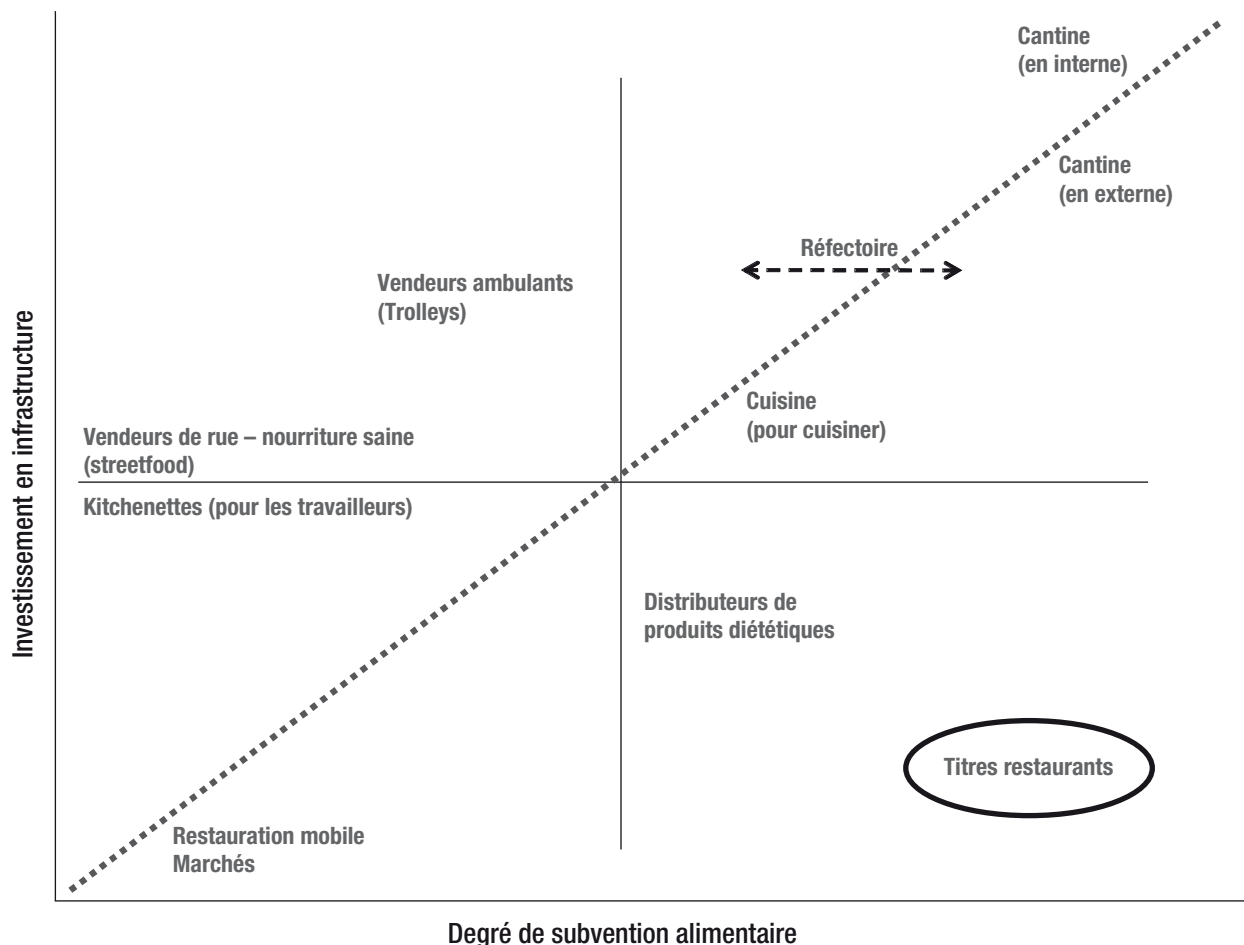 Cantine
(en interne)
Cantine
(en externe)
Réfectoire
Vendeurs ambulants
(Trolleys)
Cuisine
(pour cuisiner)
Vendeurs de rue – nourriture saine
(streetfood)
Kitchenettes (pour les travailleurs)
Distributeurs de
produits diététiques
Titres restaurants
Restauration mobile
Marchés
Investissement en infrastructure
Degré de subvention alimentaire